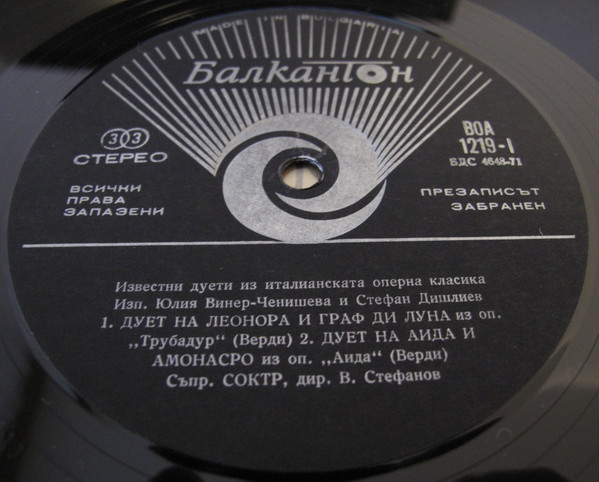 MADE IN BULGARIA
Балкантон
33
СТЕРЕО
ВОА
1219-I
БДС 4648-71
ВСИЧКИ
ПРАВА
ЗАПАЗЕНИ
ПРЕЗАПИСЪТ
ЗАБРАНЕН
Известни дуети из италианската оперна класика
Изп. Юлия Винер-Ченишева и Стефан Дишлиев
1. ДУЕТ НА ЛЕОНОРА И ГРАФ ДИ ЛУНА из оп.
„Трубадур“ (Верди) 2. ДУЕТ НА АИДА И
АМОНАСРО из оп. „Аида“ (Верди)
Съпр. СОКТР, дир. В. Стефанов